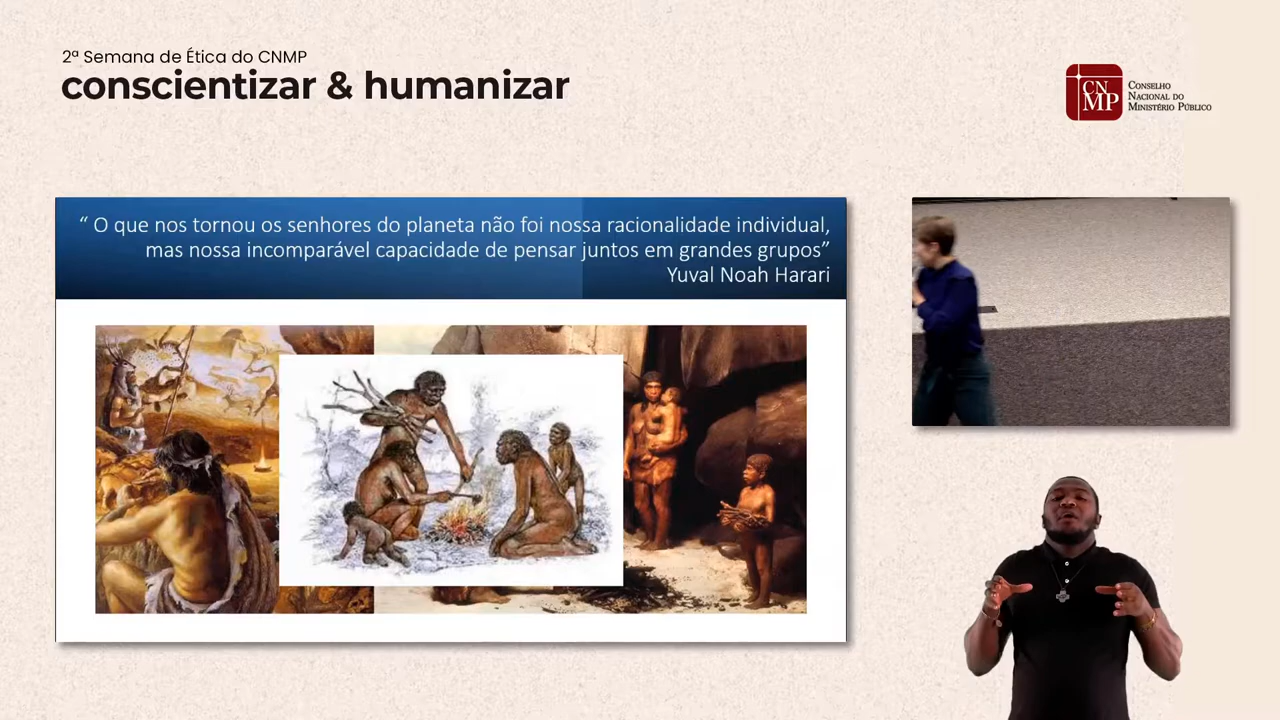 2ª Semana de Ética do CNMP
conscientizar & humanizar
CN
MP
Conselho
Nacional do
Ministério Público
“ O que nos tornou os senhores do planeta não foi nossa racionalidade individual,
mas nossa incomparável capacidade de pensar juntos em grandes grupos”
Yuval Noah Harari